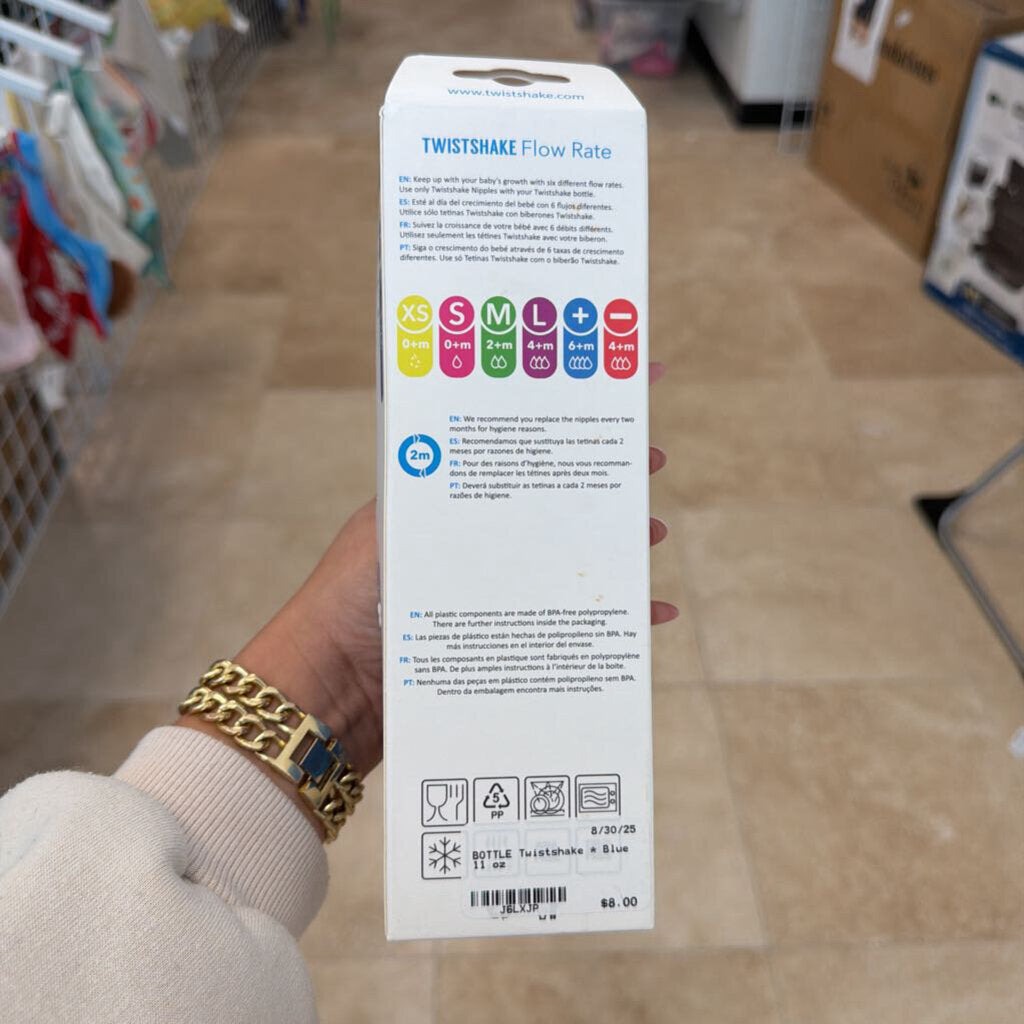 www.twistshake.com
TWISTSHAKE Flow Rate
EN: Keep up with your baby's growth with six different flow rates.
Use only Twistshake Nipples with your Twistshake bottle.
ES: Esté al día del crecimiento del bebé con 6 flujos diferentes.
Utilice sólo tetinas Twistshake con biberones Twistshake.
FR: Suivez la croissance de votre bébé avec 6 débits différents.
Utilisez seulement les tétines Twistshake avec votre biberon.
PT: Siga o crescimento do bebé através de 6 taxas de crescimento
diferentes. Use só Tetinas Twistshake com o biberão Twistshake.
XS S M L + −
0+m 0+m 2+m 4+m 6+m 4+m
EN: We recommend you replace the nipples every two
months for hygiene reasons.
ES: Recomendamos que sustituya las tetinas cada 2
meses por razones de higiene.
2m
FR: Pour des raisons d'hygiène, nous vous recomman-
dons de remplacer les tétines après deux mois.
PT: Deverá substituir as tetinas a cada 2 meses por
razões de higiene.
EN: All plastic components are made of BPA-free polypropylene.
There are further instructions inside the packaging.
ES: Las piezas de plástico están hechas de polipropileno sin BPA. Hay
más instrucciones en el interior del envase.
FR: Tous les composants en plastique sont fabriqués en polypropylène
sans BPA. De plus amples instructions à l'intérieur de la boite.
PT: Nenhuma das peças em plástico contém polipropileno sem BPA.
Dentro da embalagem encontra mais instruções.
5
PP
8/30/25
BOTTLE Twistshake * Blue
11 oz
J6LXJP
$8.00